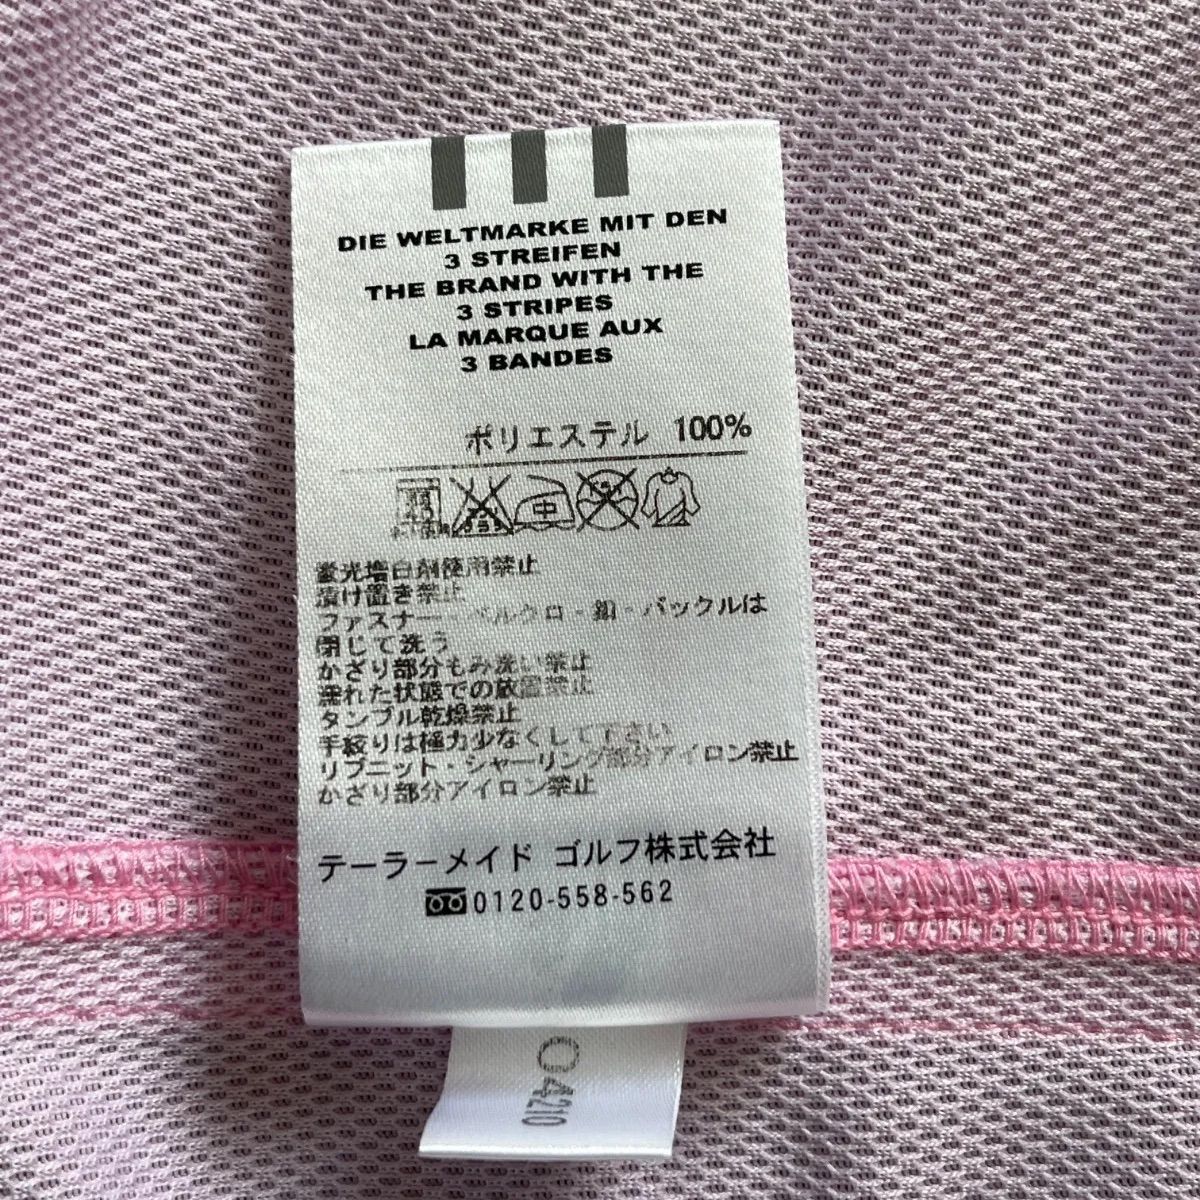 DIE WELTMARKE MIT DEN
3 STREIFEN
THE BRAND WITH THE
3 STRIPES
LA MARQUE AUX
3 BANDES
ポリエステル 100%
中
蛍光増白剤使用禁止
漬け置き禁止
ファスナー・ベルクロ・釦・バックルは
閉じて洗う
かざり部分もみ洗い禁止
濡れた状態での放置禁止
タンブル乾燥禁止
手絞りは極力少なくして下さい
リブニット・シャーリング部分アイロン禁止
かざり部分アイロン禁止
テーラーメイド ゴルフ株式会社
0120-558-562
O4210